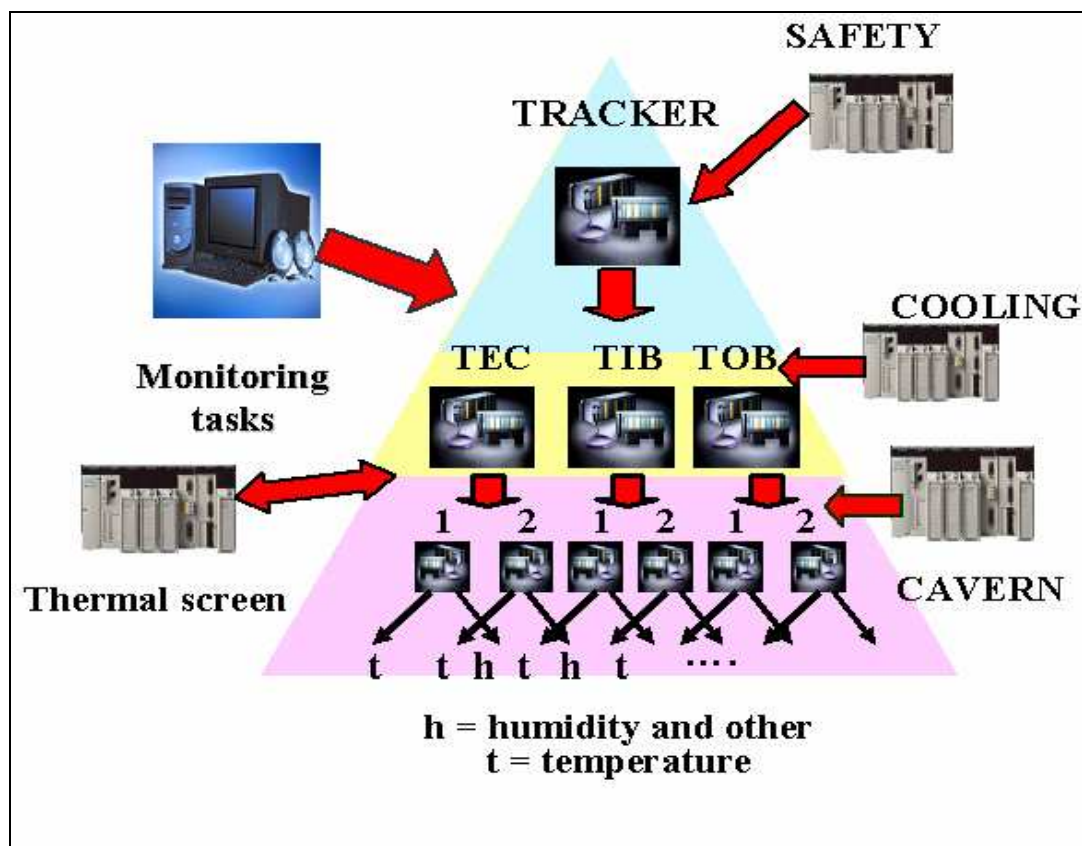 SAFETY
TRACKER
COOLING
TEC TIB TOB
Monitoring
tasks
1 2 1 2 1 2
Thermal screen
CAVERN
t t h t h t ....
h = humidity and other
t = temperature